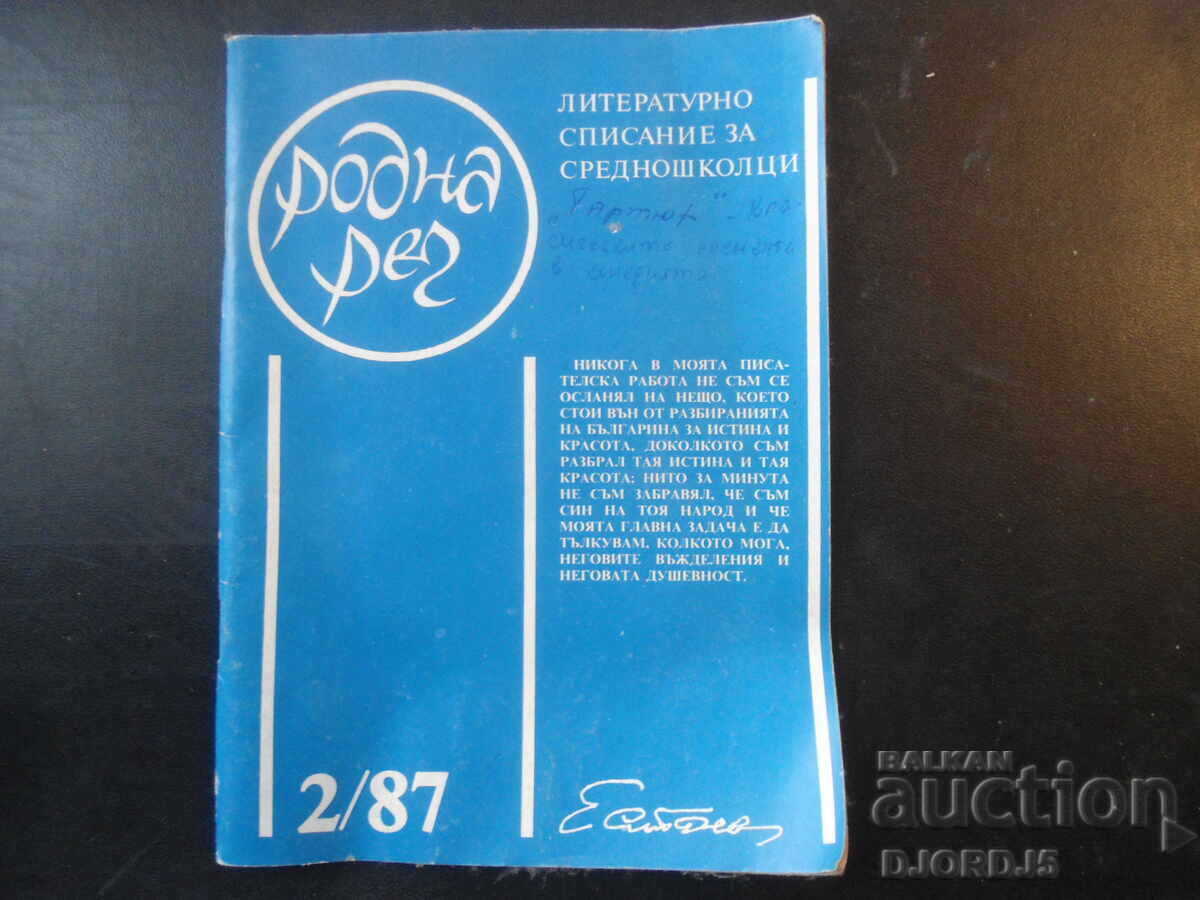 родна
реч
ЛИТЕРАТУРНО
СПИСАНИЕ ЗА
СРЕДНОШКОЛЦИ
„Тартюф" -
в
НИКОГА В МОЯТА ПИСА-
ТЕЛСКА РАБОТА НЕ СЪМ СЕ
ОСЛАНЯЛ НА НЕЩО, КОЕТО
СТОИ ВЪН ОТ РАЗБИРАНИЯТА
НА БЪЛГАРИНА ЗА ИСТИНА И
КРАСОТА, ДОКОЛКОТО СЪМ
РАЗБРАЛ ТАЯ ИСТИНА И ТАЯ
КРАСОТА; НИТО ЗА МИНУТА
НЕ СЪМ ЗАБРАВЯЛ, ЧЕ СЪМ
СИН НА ТОЯ НАРОД И ЧЕ
МОЯТА ГЛАВНА ЗАДАЧА Е ДА
ТЪЛКУВАМ, КОЛКОТО МОГА,
НЕГОВИТЕ ВЪЖДЕЛЕНИЯ И
НЕГОВАТА ДУШЕВНОСТ.
2/87
BALKAN
auction
DJORD_J5